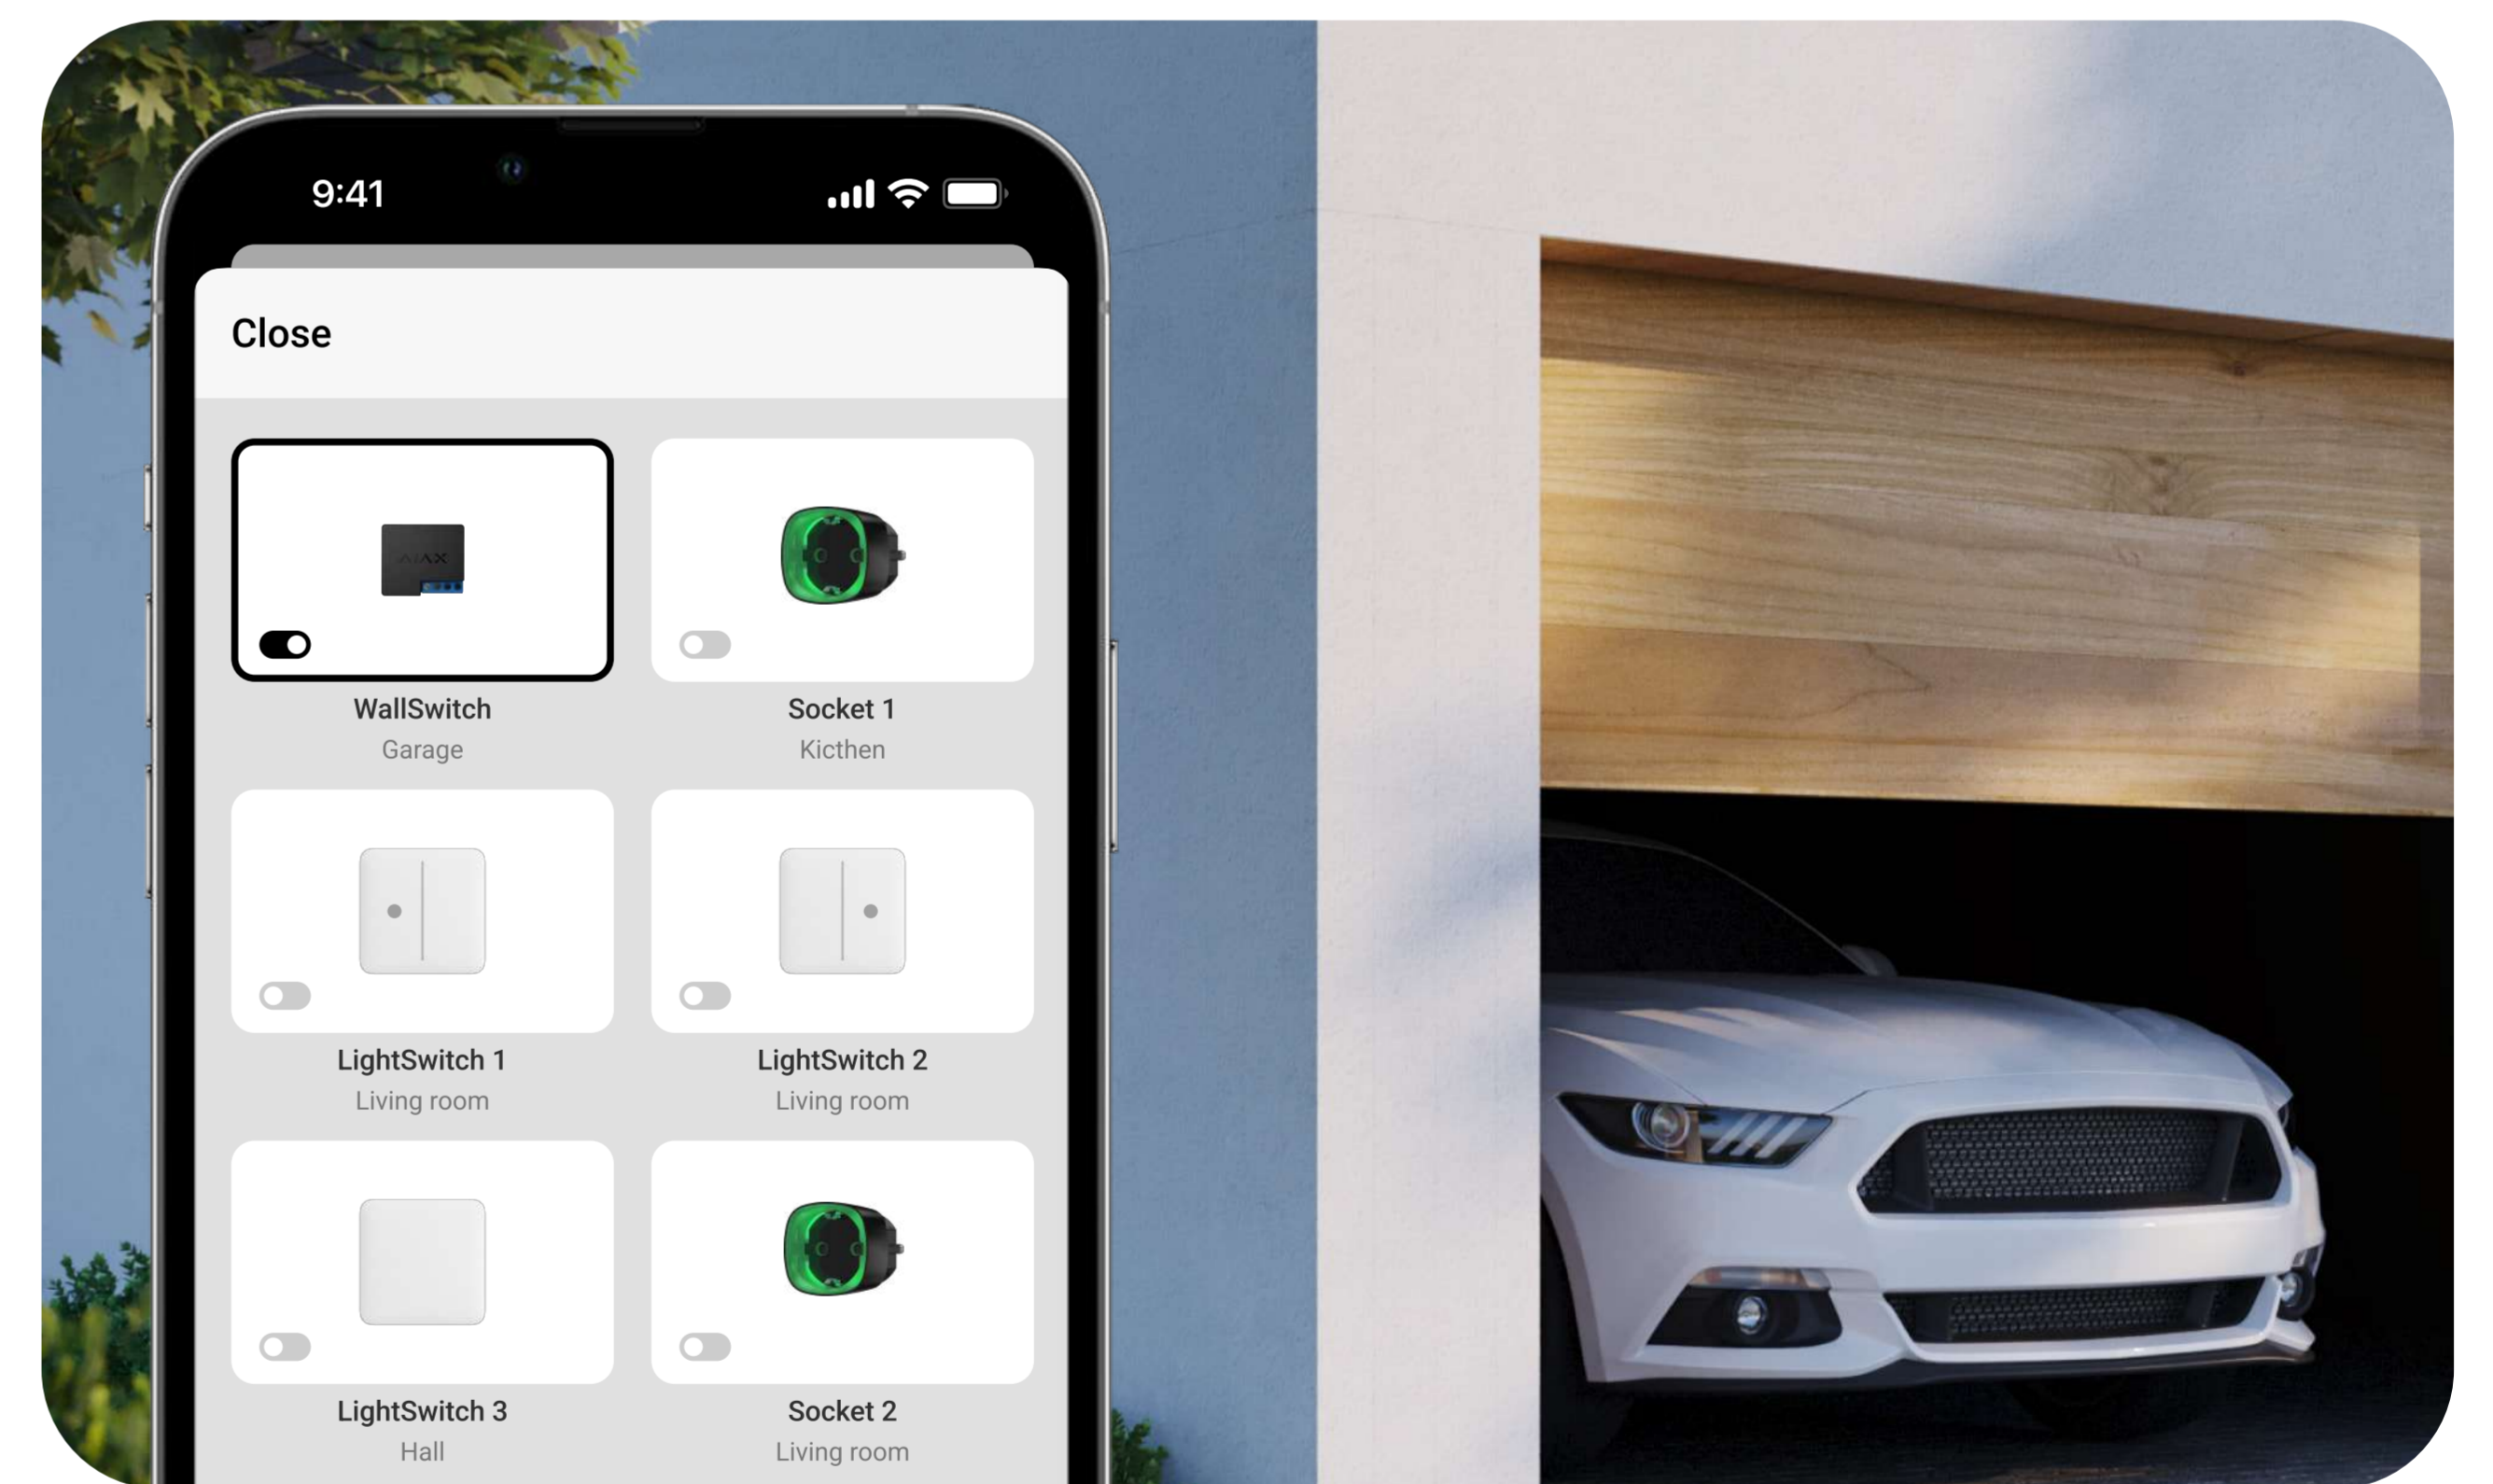 9:41
Close
AJAX
WallSwitch
Garage
Socket 1
Kicthen
LightSwitch 1
Living room
LightSwitch 2
Living room
LightSwitch 3
Hall
Socket 2
Living room